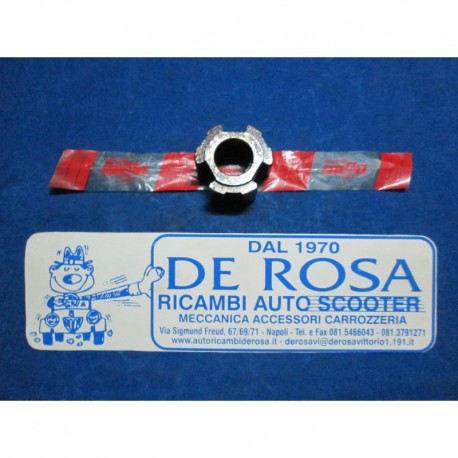 DAL 1970
DE ROSA
RICAMBI AUTO SCOOTER
MECCANICA ACCESSORI CARROZZERIA
Via Sigmund Freud, 67/69/71 - Napoli - Tel. e Fax 081.5466043 - 081.3791271
www.autoricambiderosa.it - derosavi@derosavittorio1.191.it